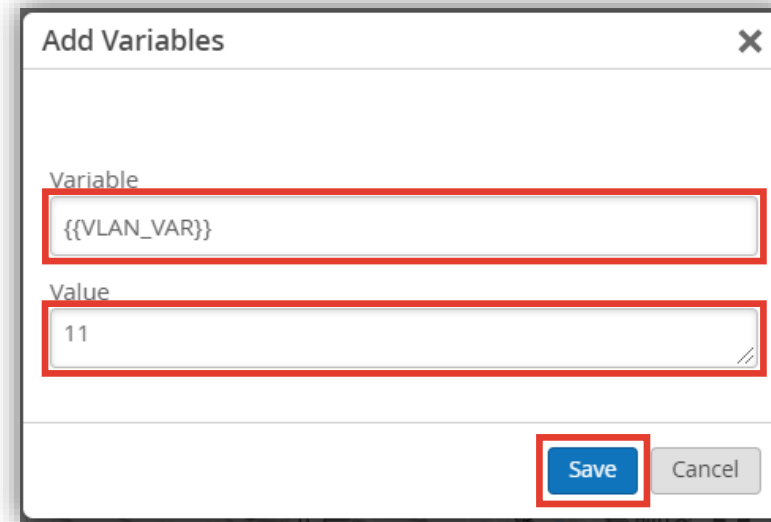 Add Variables
Variable
{{VLAN_VAR}}
Value
11
Save Cancel